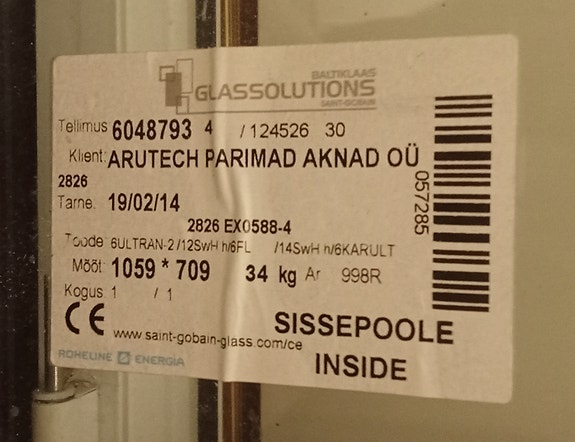 BALTIKLAAS
GLASSOLUTIONS
SAINT-GOBAIN
Tellimus 6048793 4 / 124526 30
Klient: ARUTECH PARIMAD AKNAD OÜ
2826
Tarne. 19/02/14
2826 EX0588-4
Toode 6ULTRAN-2 /12SwH h/6FL /14SwH h/6KARULT
Mõõt: 1059 * 709 34 kg Ar 998R
Kogus: 1 / 1
057285
CE www.saint-gobain-glass.com/ce
SISSEPOOLE
INSIDE
ROHELINE ENERGIA